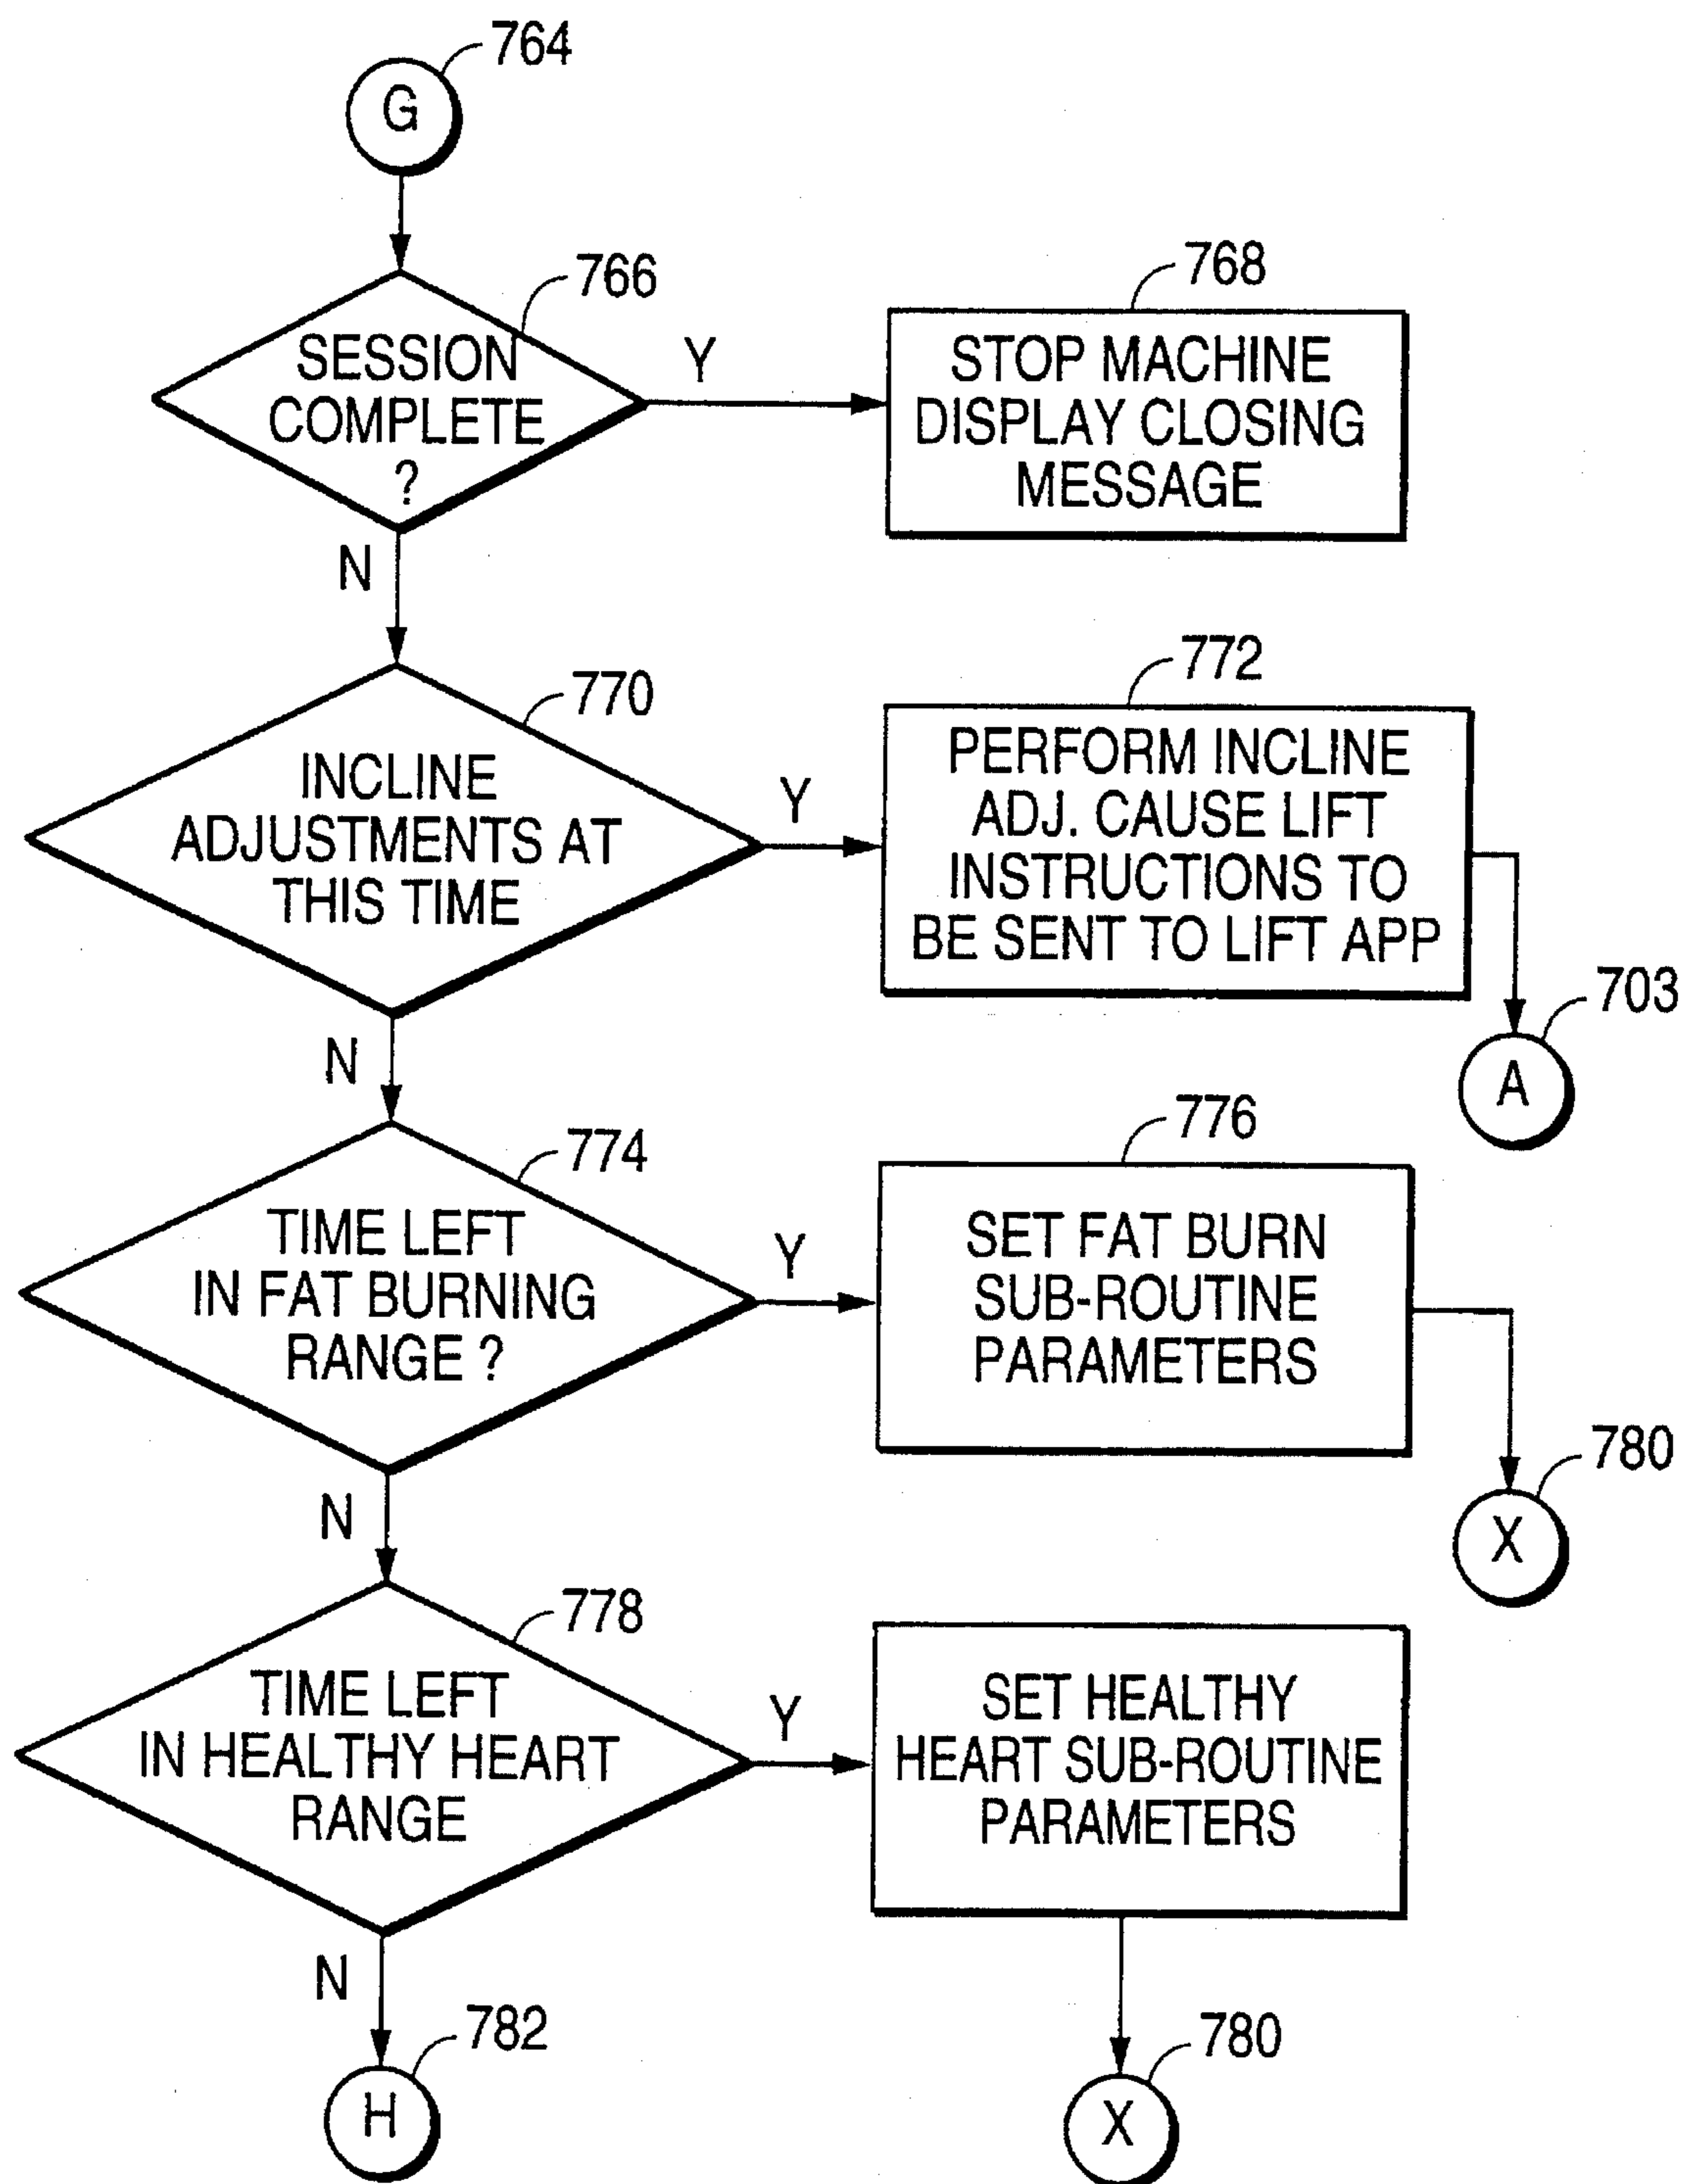 764
G
766
SESSION
COMPLETE
?
Y
768
STOP MACHINE
DISPLAY CLOSING
MESSAGE
N
770
INCLINE
ADJUSTMENTS AT
THIS TIME
Y
772
PERFORM INCLINE
ADJ. CAUSE LIFT
INSTRUCTIONS TO
BE SENT TO LIFT APP
703
A
N
774
TIME LEFT
IN FAT BURNING
RANGE ?
Y
776
SET FAT BURN
SUB-ROUTINE
PARAMETERS
780
X
N
778
TIME LEFT
IN HEALTHY HEART
RANGE
Y
SET HEALTHY
HEART SUB-ROUTINE
PARAMETERS
N
782
H
780
X